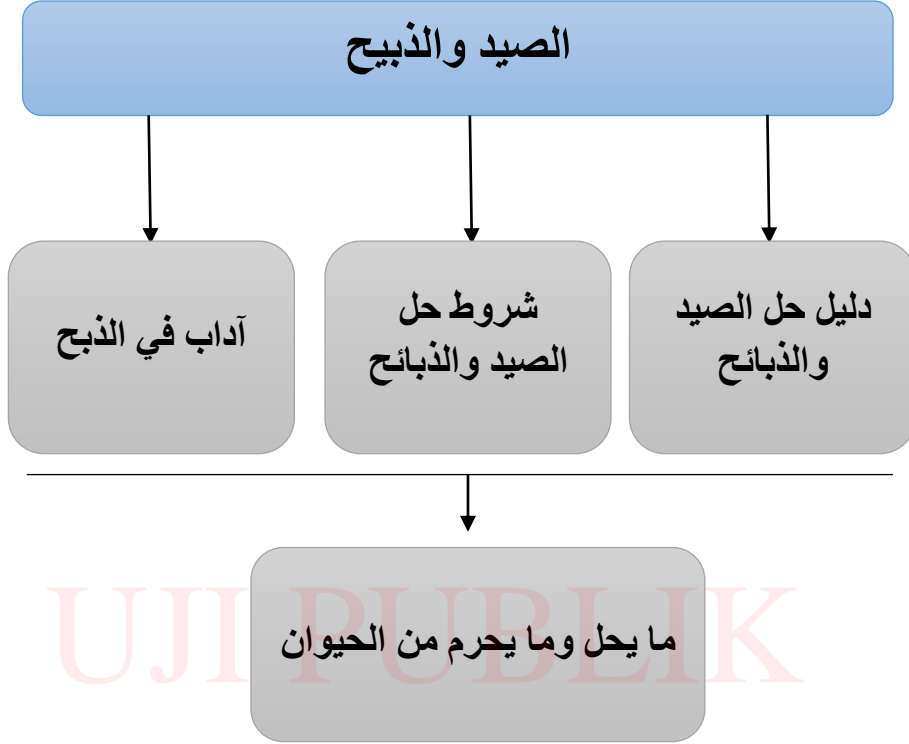 الصيد والذبيح
دليل حل الصيد
والذبائح
شروط حل
الصيد والذبائح
آداب في الذبح
ما يحل وما يحرم من الحيوان
UJI PUBLIK